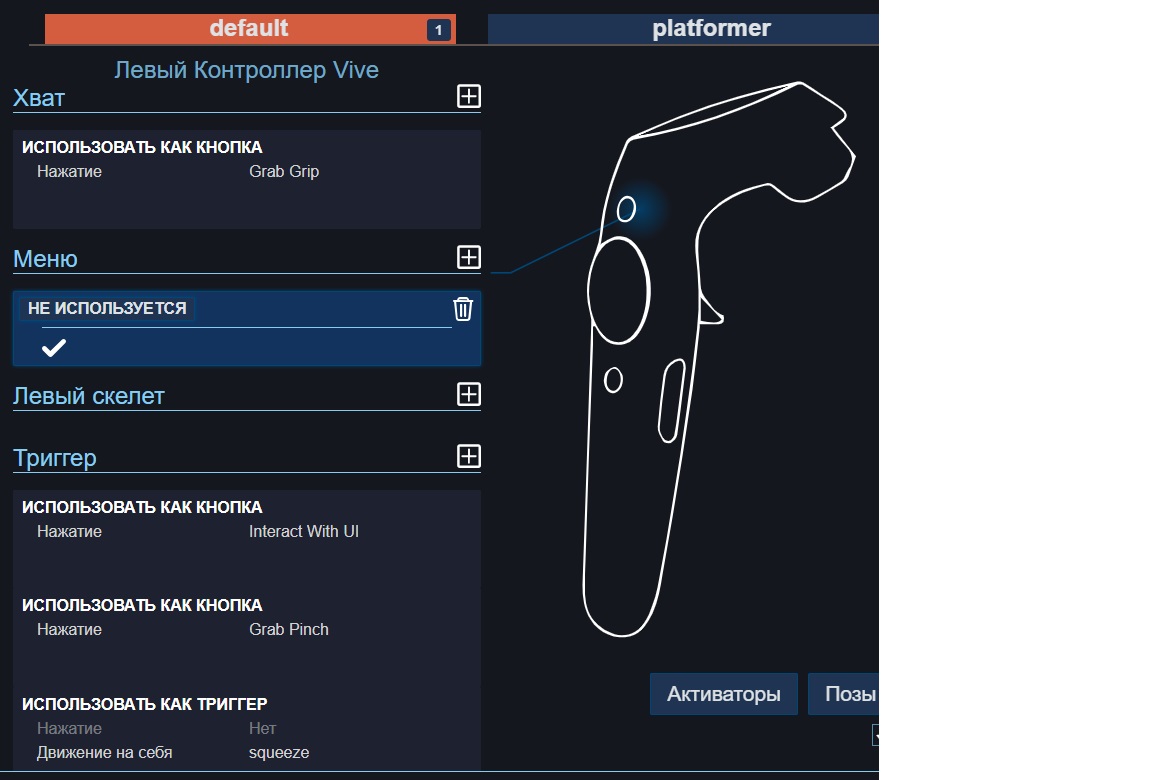 default 1 platformer
Левый Контроллер Vive
Хват
ИСПОЛЬЗОВАТЬ КАК КНОПКА
Нажатие Grab Grip
Меню
НЕ ИСПОЛЬЗУЕТСЯ
Левый скелет
Триггер
ИСПОЛЬЗОВАТЬ КАК КНОПКА
Нажатие Interact With UI
ИСПОЛЬЗОВАТЬ КАК КНОПКА
Нажатие Grab Pinch
ИСПОЛЬЗОВАТЬ КАК ТРИГГЕР
Нажатие Нет
Движение на себя squeeze
Активаторы Позы